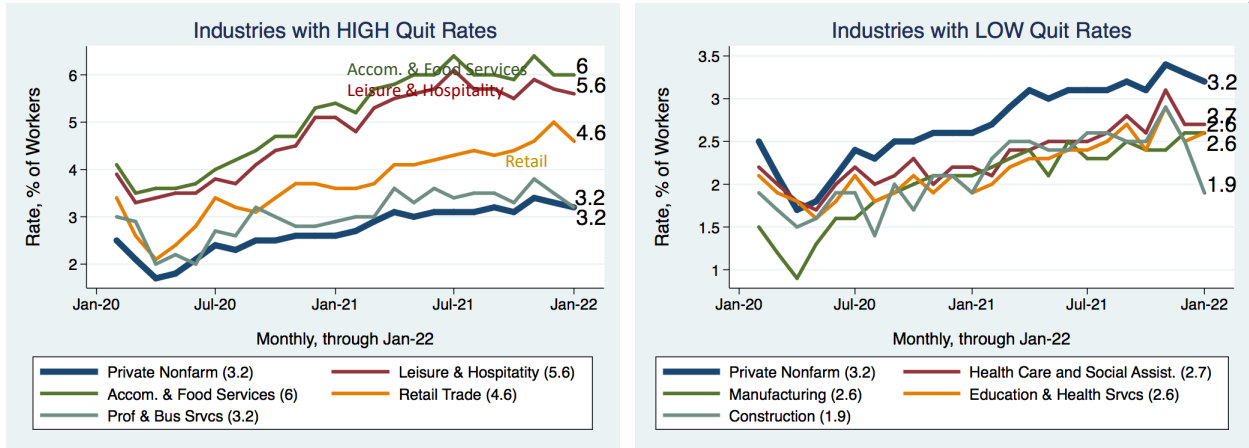 Industries with HIGH Quit Rates
Rate, % of Workers
6
5
4
3
2
Accom. & Food Services
Leisure & Hospitality
Retail
6
5.6
4.6
3.2
3.2
Jan-20 Jul-20 Jan-21 Jul-21 Jan-22
Monthly, through Jan-22
Private Nonfarm (3.2) Leisure & Hospitatity (5.6)
Accom. & Food Services (6) Retail Trade (4.6)
Prof & Bus Srvcs (3.2)
Industries with LOW Quit Rates
Rate, % of Workers
3.5
3
2.5
2
1.5
1
3.2
2.7
2.6
2.6
1.9
Jan-20 Jul-20 Jan-21 Jul-21 Jan-22
Monthly, through Jan-22
Private Nonfarm (3.2) Health Care and Social Assist. (2.7)
Manufacturing (2.6) Education & Health Srvcs (2.6)
Construction (1.9)